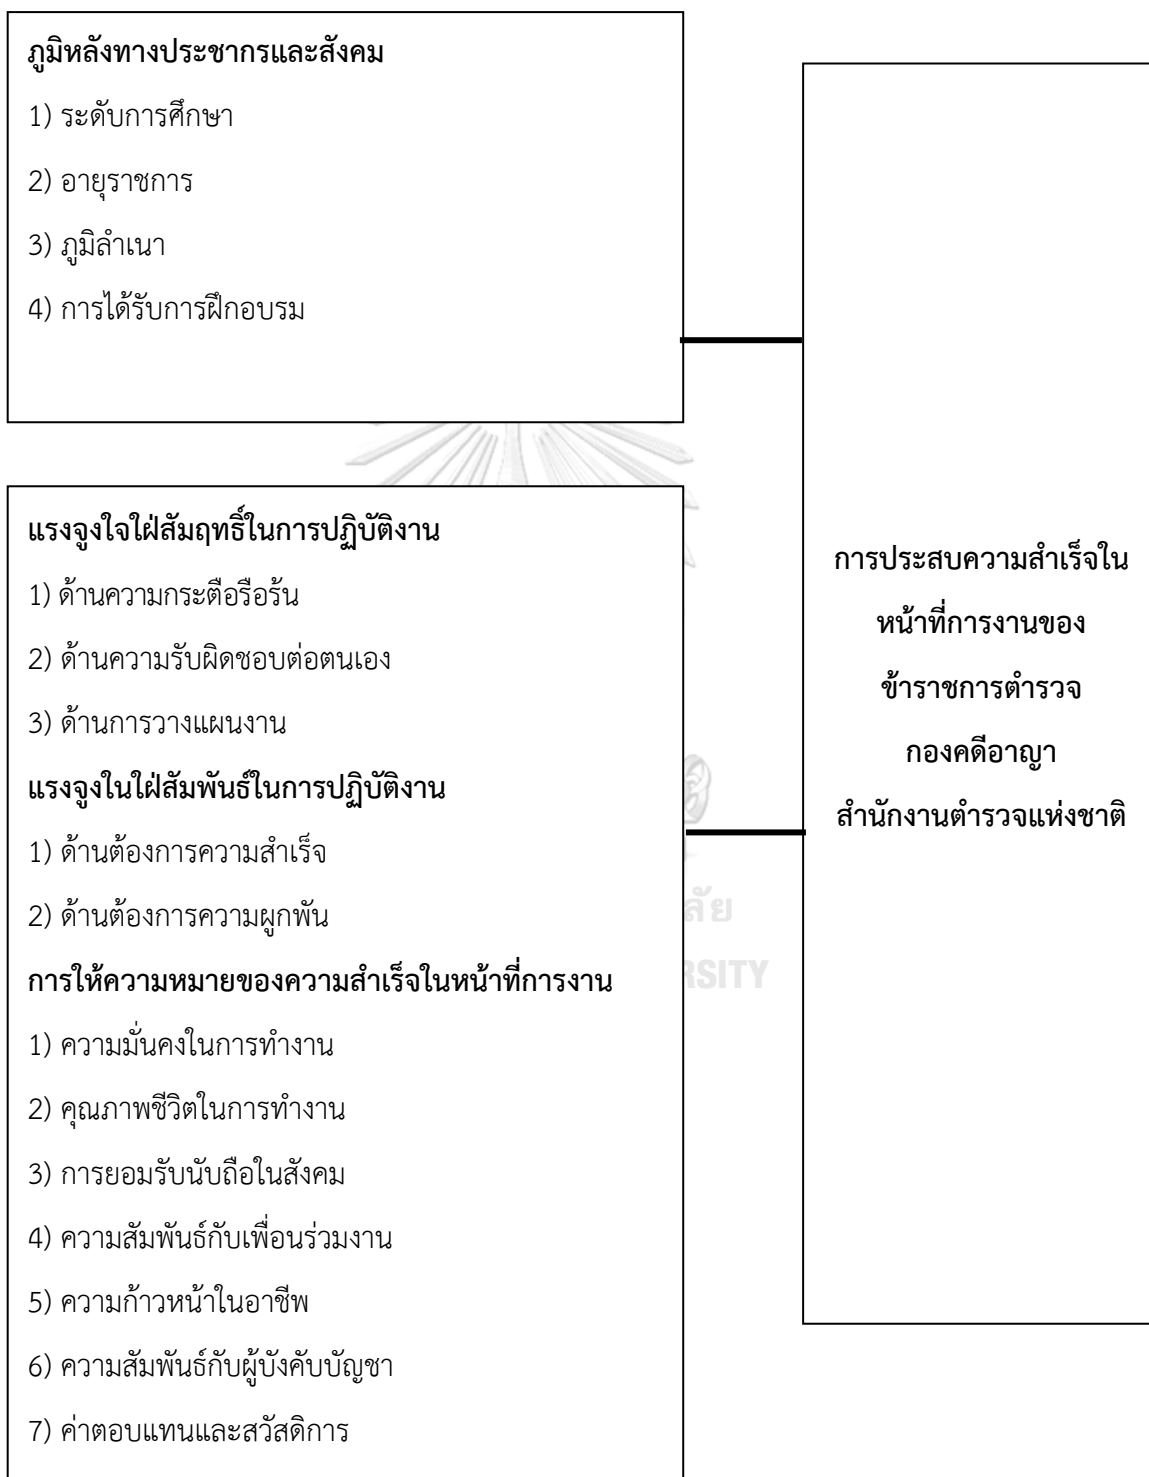 ภูมิหลังทางประชากรและสังคม
1) ระดับการศึกษา
2) อายุราชการ
3) ภูมิลำเนา
4) การได้รับการฝึกอบรม
แรงจูงใจใฝ่สัมฤทธิ์ในการปฏิบัติงาน
1) ด้านความกระตือรือร้น
2) ด้านความรับผิดชอบต่อตนเอง
3) ด้านการวางแผนงาน
แรงจูงในใฝ่สัมพันธ์ในการปฏิบัติงาน
1) ด้านต้องการความสำเร็จ
2) ด้านต้องการความผูกพัน
การให้ความหมายของความสำเร็จในหน้าที่การงาน
1) ความมั่นคงในการทำงาน
2) คุณภาพชีวิตในการทำงาน
3) การยอมรับนับถือในสังคม
4) ความสัมพันธ์กับเพื่อนร่วมงาน
5) ความก้าวหน้าในอาชีพ
6) ความสัมพันธ์กับผู้บังคับบัญชา
7) ค่าตอบแทนและสวัสดิการ
การประสบความสำเร็จใน
หน้าที่การงานของ
ข้าราชการตำรวจ
กองคดีอาญา
สำนักงานตำรวจแห่งชาติ
ลัย
RSITY